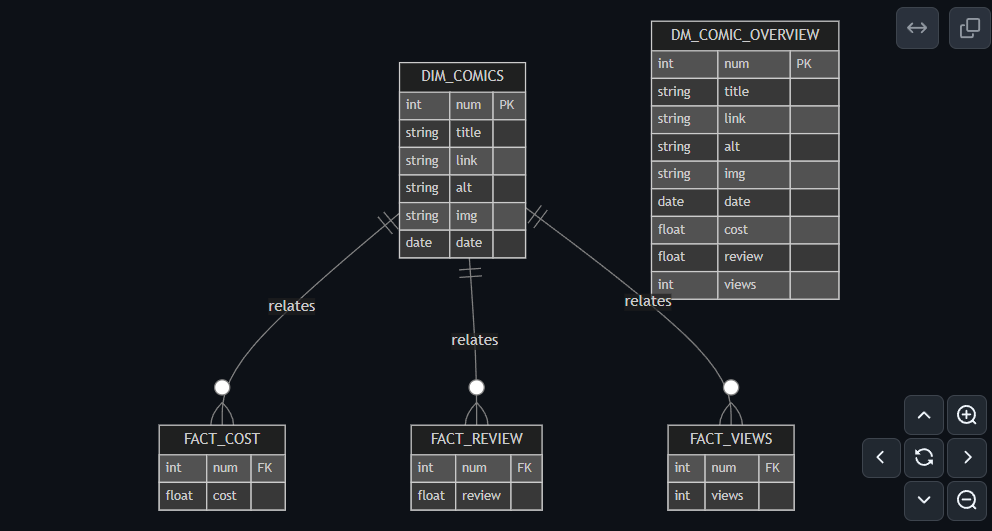 DIM_COMICS
int num PK
string title
string link
string alt
string img
date date
DM_COMIC_OVERVIEW
int num PK
string title
string link
string alt
string img
date date
float cost
float review
int views
relates
relates
relates
FACT_COST
int num FK
float cost
FACT_REVIEW
int num FK
float review
FACT_VIEWS
int num FK
int views